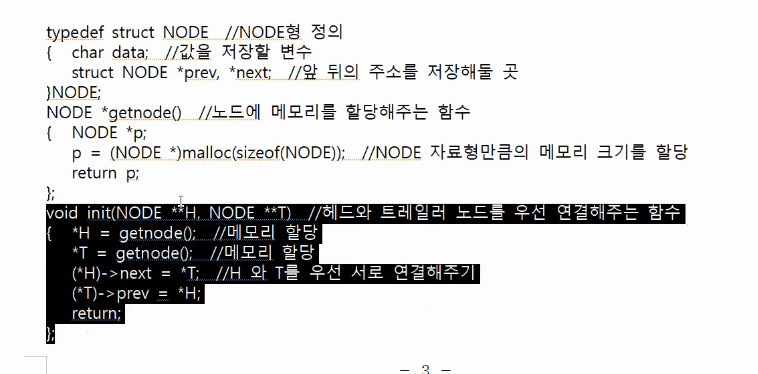 typedef struct NODE  //NODE형 정의
{   char data;  //값을 저장할 변수
    struct NODE *prev, *next;  //앞 뒤의 주소를 저장해둘 곳
}NODE;
NODE *getnode()  //노드에 메모리를 할당해주는 함수
{   NODE *p;
    p = (NODE *)malloc(sizeof(NODE));  //NODE 자료형만큼의 메모리 크기를 할당
    return p;
};
void init(NODE **H, NODE **T)  //헤드와 트레일러 노드를 우선 연결해주는 함수
{   *H = getnode();  //메모리 할당
    *T = getnode();  //메모리 할당
    (*H)->next = *T;  //H 와 T를 우선 서로 연결해주기
    (*T)->prev = *H;
    return;
};
- 3 -